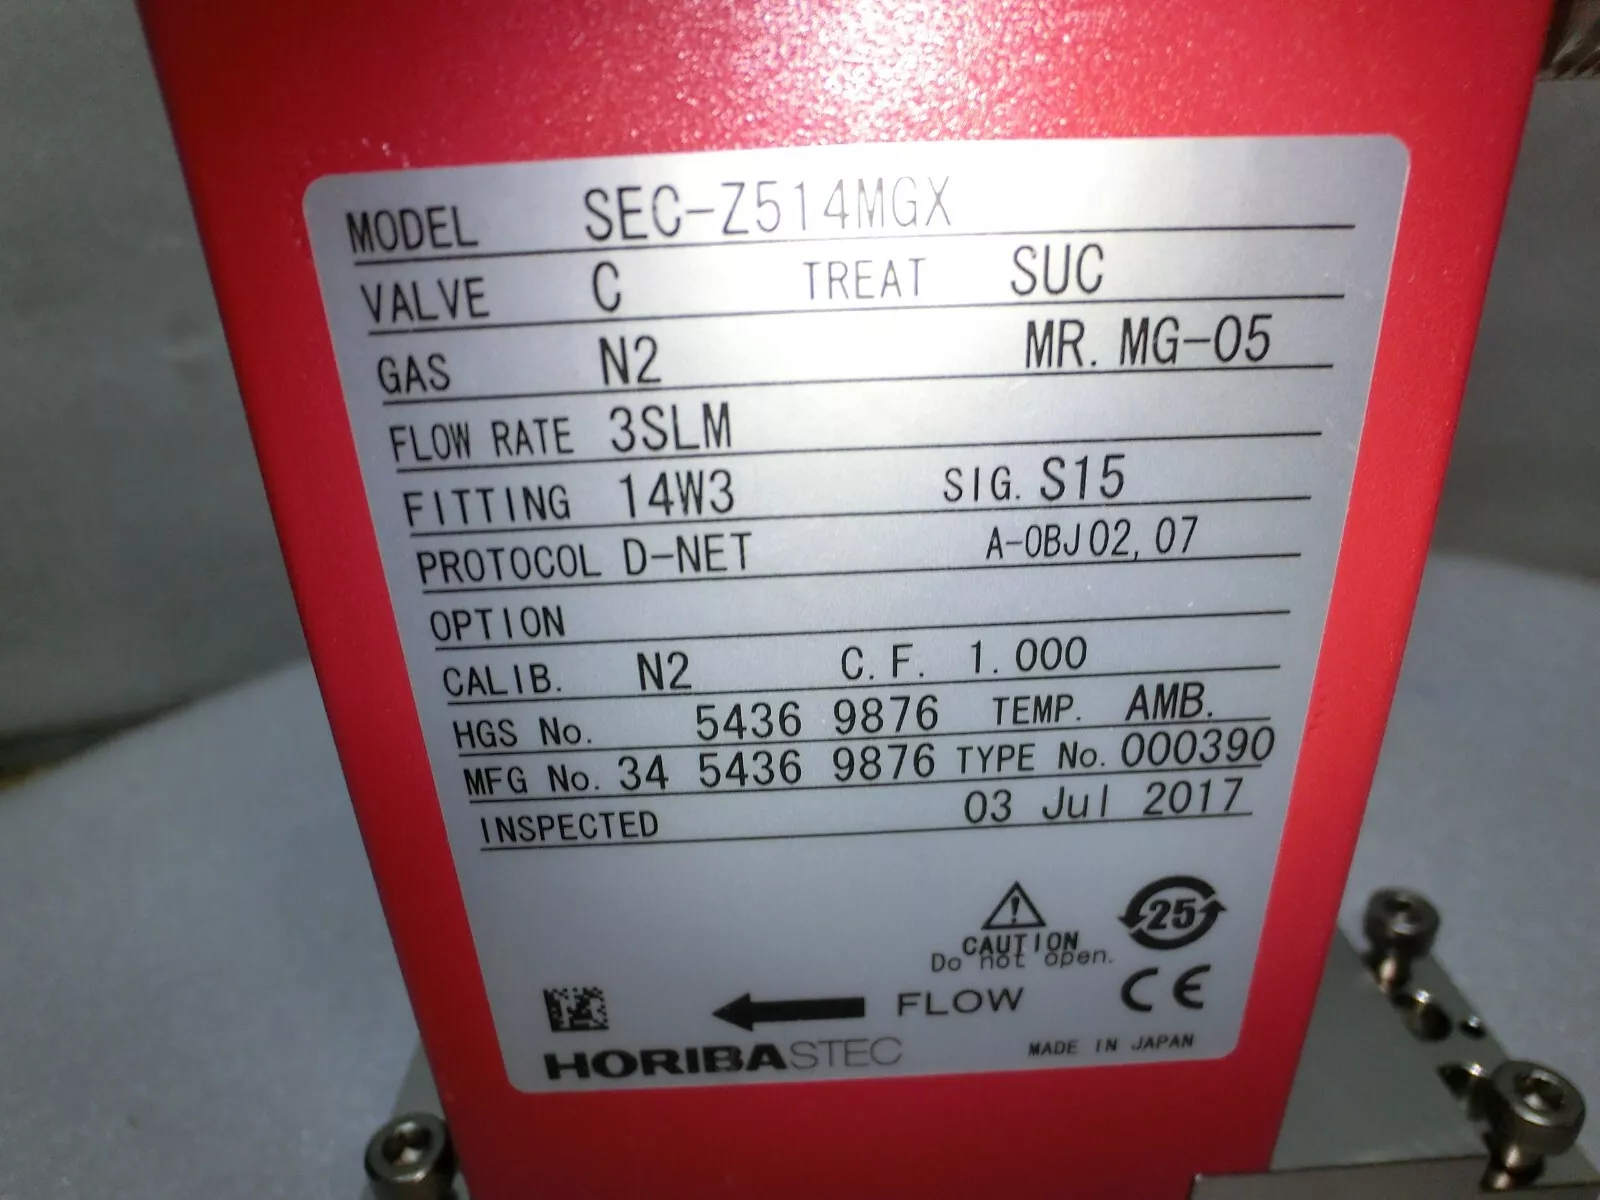 MODEL SEC-Z514MGX
VALVE C TREAT SUC
GAS N2 MR. MG-05
FLOW RATE 3SLM
FITTING 14W3 SIG. S15
PROTOCOL D-NET A-OBJ02, 07
OPTION
CALIB. N2 C. F. 1. 000
HGS No. 5436 9876 TEMP. AMB.
MFG No. 34 5436 9876 TYPE No. 000390
INSPECTED 03 Jul 2017
25
CAUTION
Do not open.
FLOW CE
HORIBASTEC MADE IN JAPAN